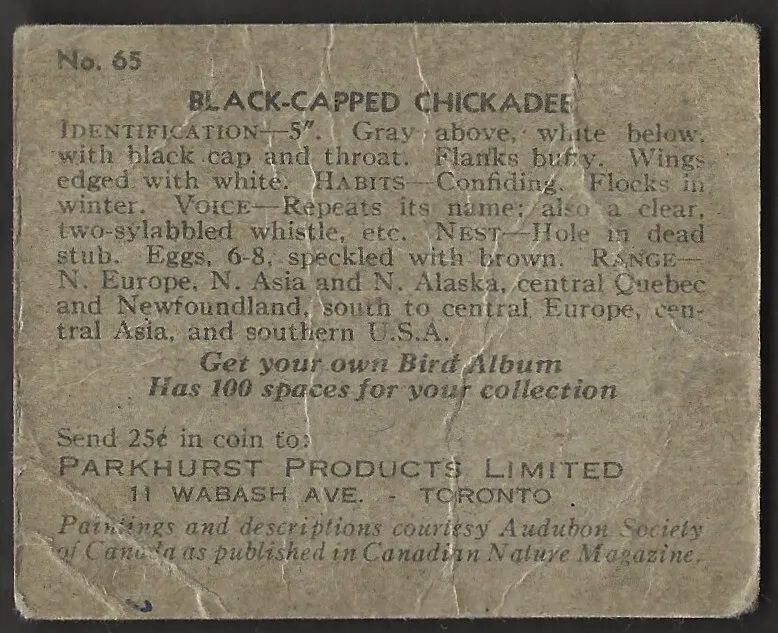 No. 65
BLACK-CAPPED CHICKADEE
IDENTIFICATION—5". Gray above, white below,
with black cap and throat. Flanks buffy. Wings
edged with white. HABITS—Confiding. Flocks in
winter. VOICE—Repeats its name; also a clear,
two-sylabbled whistle, etc. NEST—Hole in dead
stub. Eggs, 6-8, speckled with brown. RANGE—
N. Europe, N. Asia and N. Alaska, central Quebec
and Newfoundland, south to central Europe, cen-
tral Asia, and southern U.S.A.
Get your own Bird Album
Has 100 spaces for your collection
Send 25¢ in coin to:
PARKHURST PRODUCTS LIMITED
11 WABASH AVE. - TORONTO
Paintings and descriptions courtesy Audubon Society
of Canada as published in Canadian Nature Magazine.